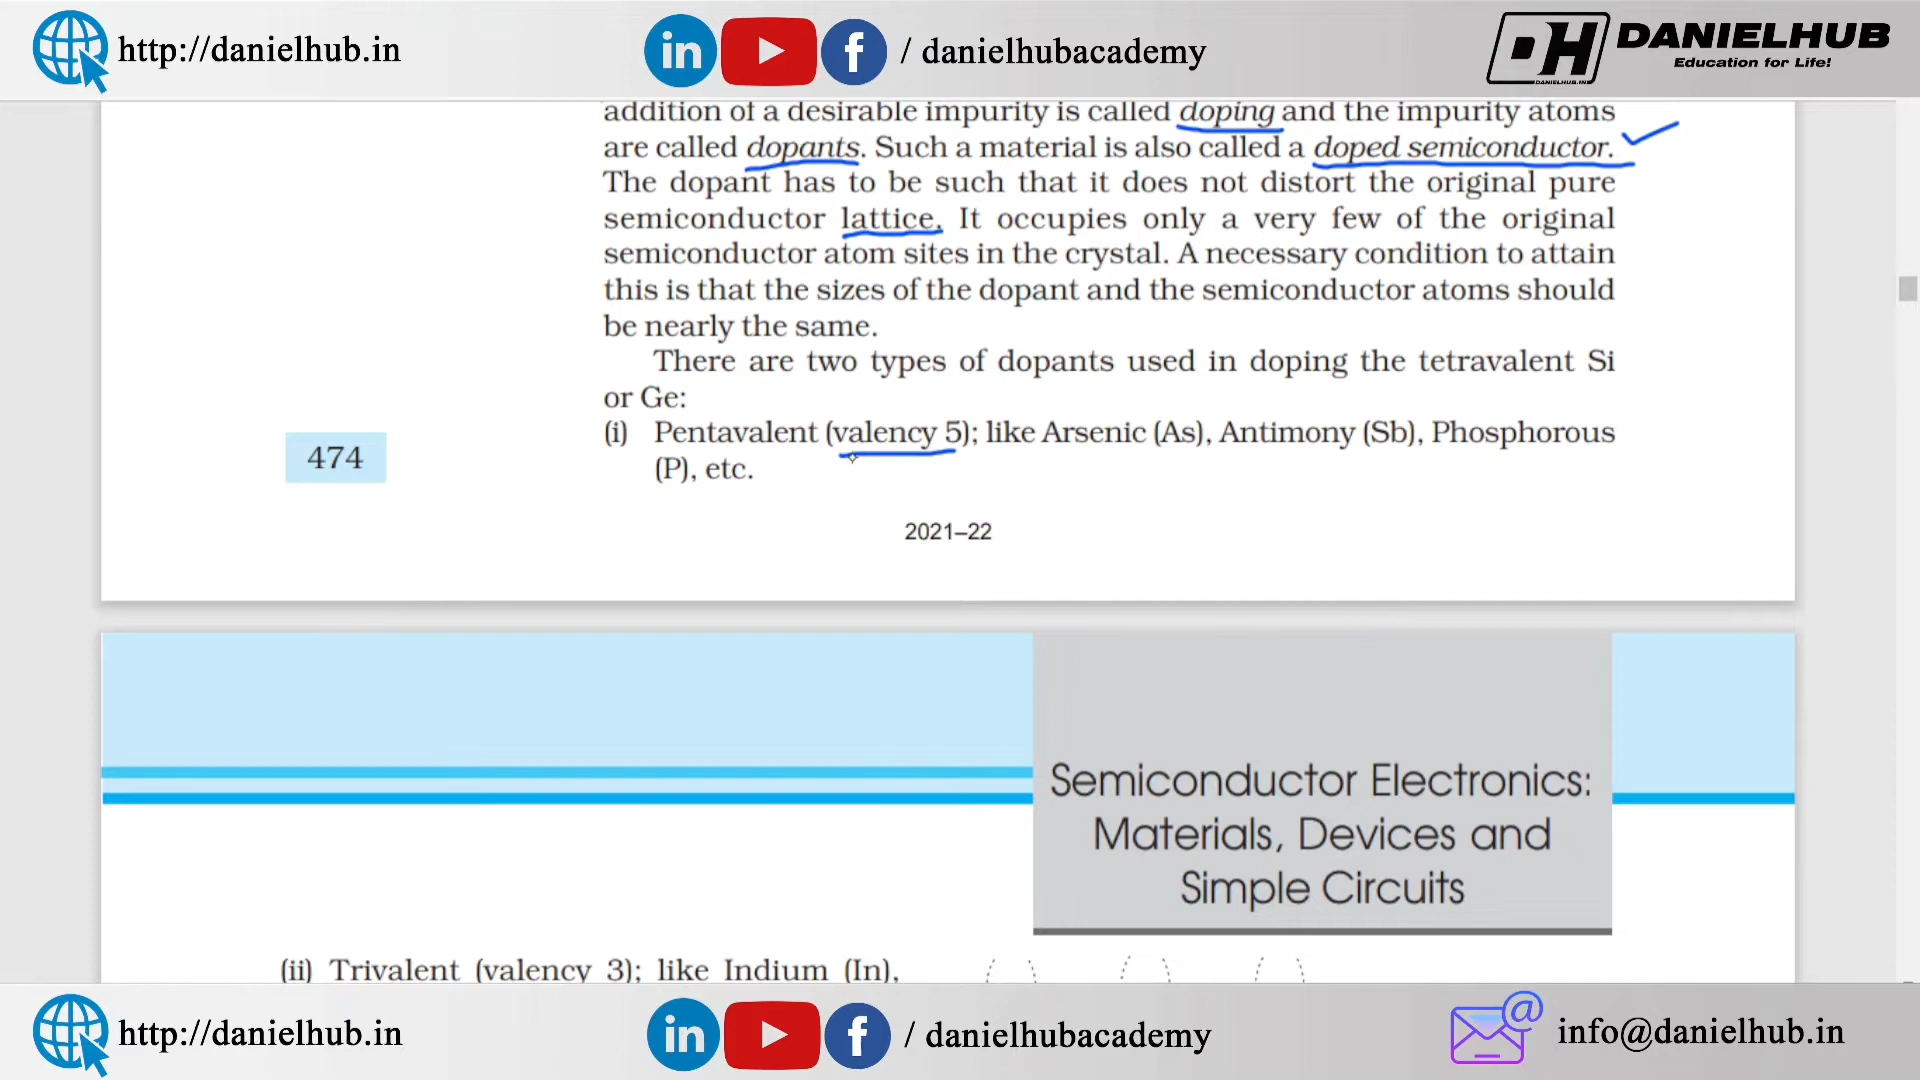 http://danielhub.in
in f / danielhubacademy
DH DANIELHUB
DANIELHUB.IN
Education for Life!
addition of a desirable impurity is called doping and the impurity atoms
are called dopants. Such a material is also called a doped semiconductor.
The dopant has to be such that it does not distort the original pure
semiconductor lattice. It occupies only a very few of the original
semiconductor atom sites in the crystal. A necessary condition to attain
this is that the sizes of the dopant and the semiconductor atoms should
be nearly the same.
There are two types of dopants used in doping the tetravalent Si
or Ge:
(i) Pentavalent (valency 5); like Arsenic (As), Antimony (Sb), Phosphorous
(P), etc.
474
2021–22
Semiconductor Electronics:
Materials, Devices and
Simple Circuits
(ii) Trivalent (valency 3); like Indium (In),
http://danielhub.in
in f / danielhubacademy
@ info@danielhub.in